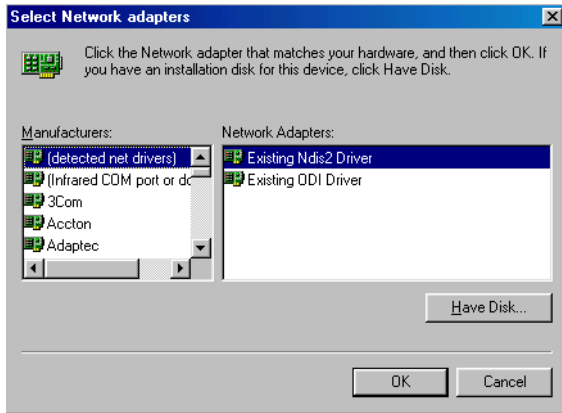 Select Network adapters
Click the Network adapter that matches your hardware, and then click OK. If
you have an installation disk for this device, click Have Disk.
Manufacturers:
(detected net drivers)
(Infrared COM port or dc
3Com
Accton
Adaptec
Network Adapters:
Existing Ndis2 Driver
Existing ODI Driver
Have Disk...
OK
Cancel